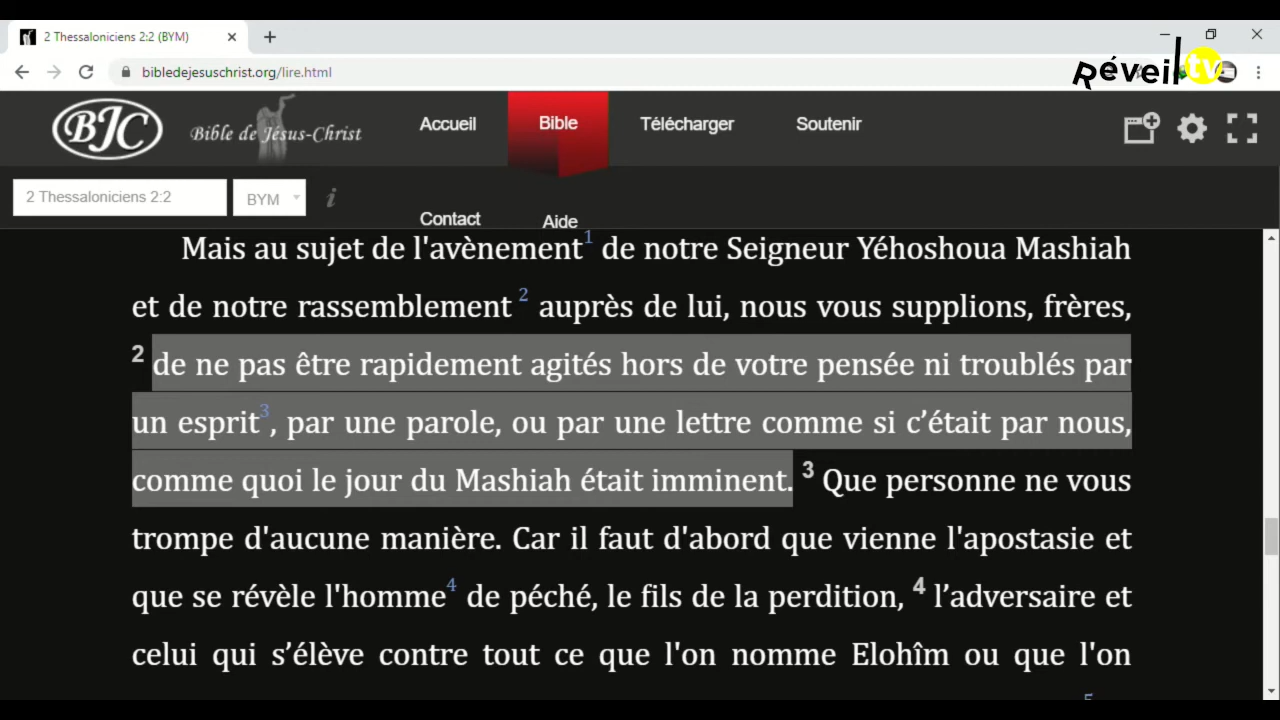 2 Thessaloniciens 2:2 (BYM)
Réveil tv
bibledejesuschrist.org/lire.html
BJC Bible de Jésus-Christ Accueil Bible Télécharger Soutenir
2 Thessaloniciens 2:2 BYM i
Contact Aide
Mais au sujet de l'avènement1 de notre Seigneur Yéhoshoua Mashiah
et de notre rassemblement 2 auprès de lui, nous vous supplions, frères,
2 de ne pas être rapidement agités hors de votre pensée ni troublés par
un esprit3, par une parole, ou par une lettre comme si c’était par nous,
comme quoi le jour du Mashiah était imminent. 3 Que personne ne vous
trompe d'aucune manière. Car il faut d'abord que vienne l'apostasie et
que se révèle l'homme4 de péché, le fils de la perdition, 4 l’adversaire et
celui qui s’élève contre tout ce que l'on nomme Elohîm ou que l'on
5